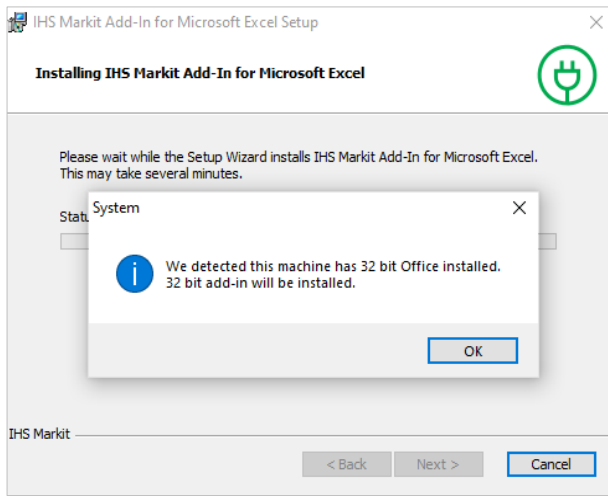 IHS Markit Add-In for Microsoft Excel Setup
Installing IHS Markit Add-In for Microsoft Excel
Please wait while the Setup Wizard installs IHS Markit Add-In for Microsoft Excel.
This may take several minutes.
Statu
System
We detected this machine has 32 bit Office installed.
32 bit add-in will be installed.
OK
IHS Markit
< Back
Next >
Cancel